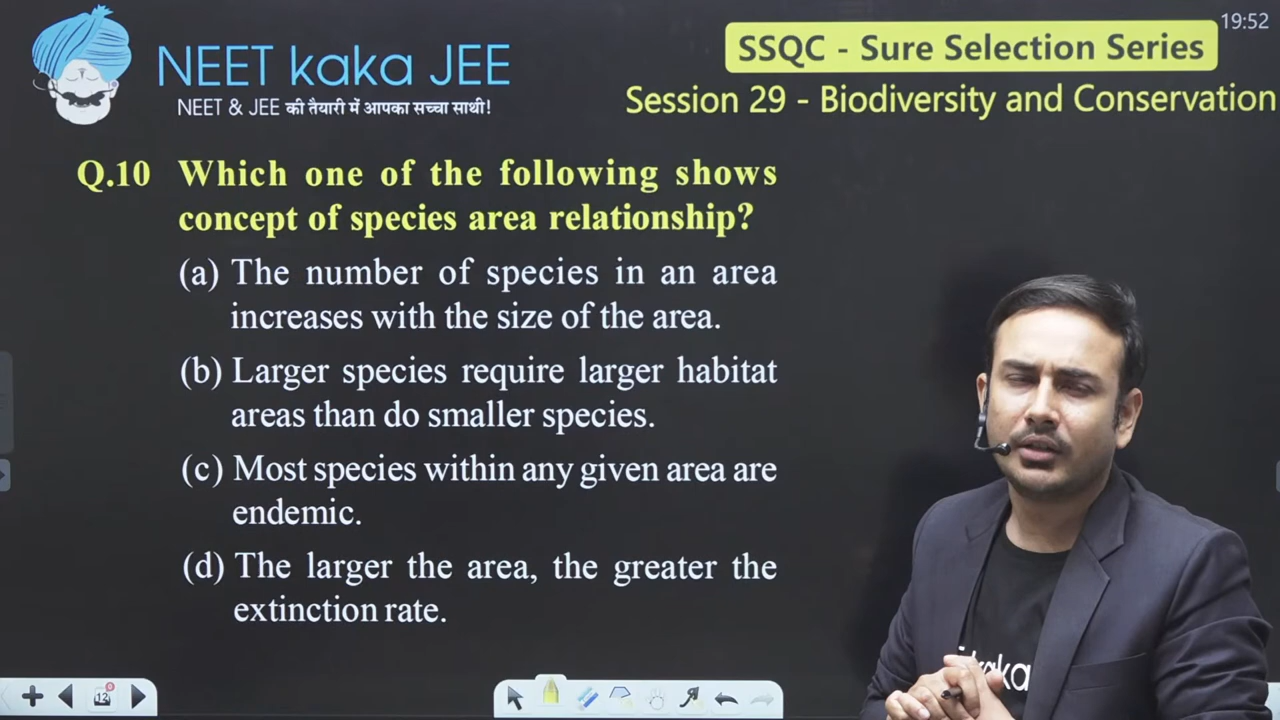 19:52
NEET kaka JEE
NEET & JEE की तैयारी में आपका सच्चा साथी!
SSQC - Sure Selection Series
Session 29 - Biodiversity and Conservation
Q.10 Which one of the following shows
concept of species area relationship?
(a) The number of species in an area
increases with the size of the area.
(b) Larger species require larger habitat
areas than do smaller species.
(c) Most species within any given area are
endemic.
(d) The larger the area, the greater the
extinction rate.
kaka
12